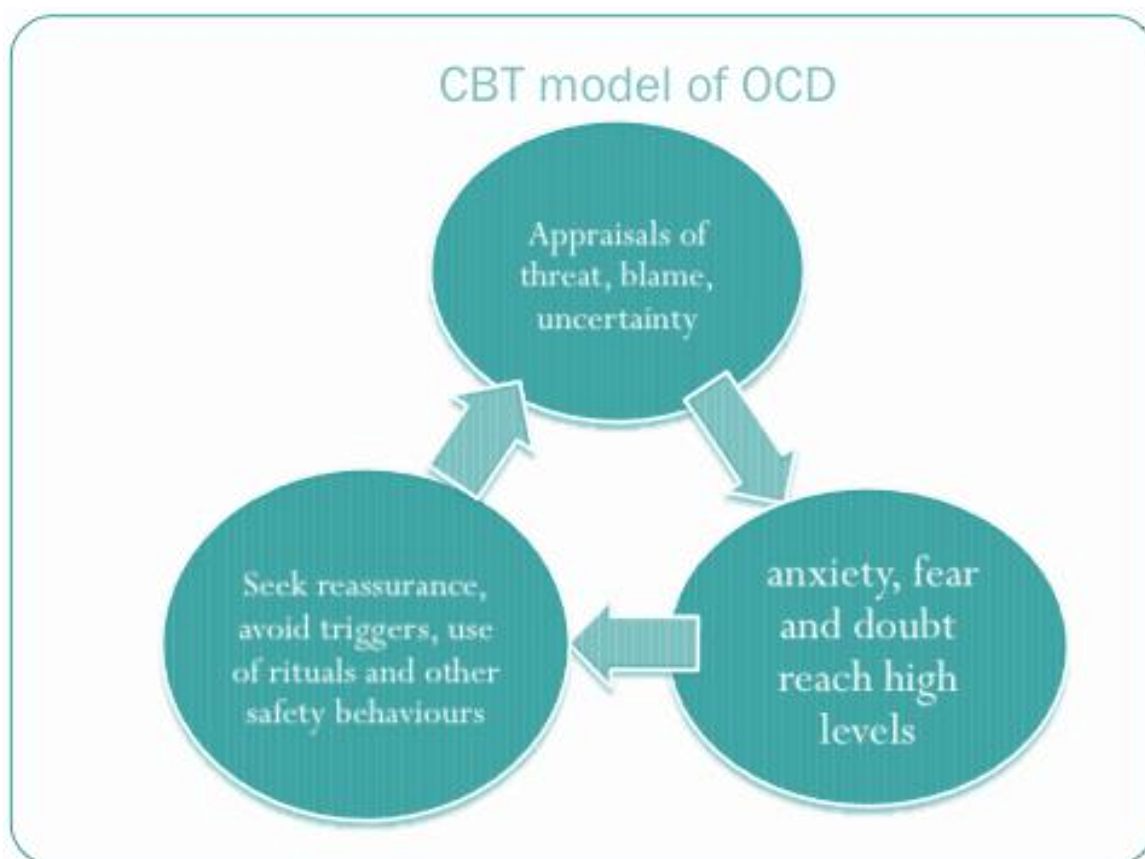 CBT model of OCD
Appraisals of
threat, blame,
uncertainty
anxiety, fear
and doubt
reach high
levels
Seek reassurance,
avoid triggers, use
of rituals and other
safety behaviours